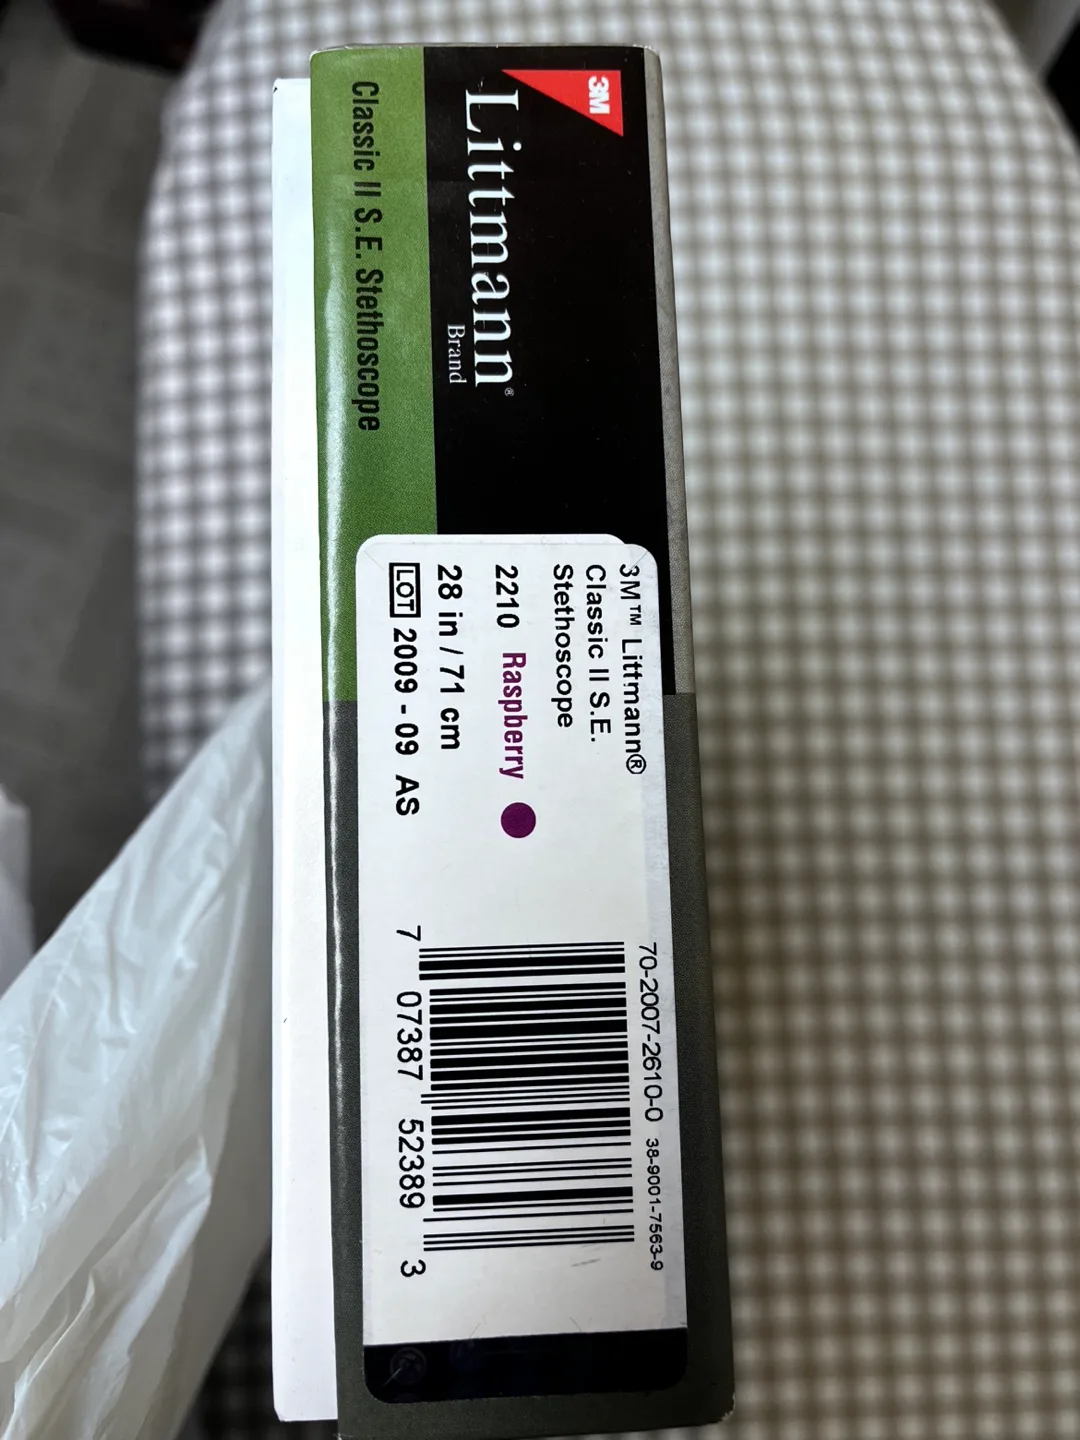 3M
Littmann®
Brand
Classic II S.E. Stethoscope
3M™ Littmann®
Classic II S.E.
Stethoscope
2210 Raspberry
28 in / 71 cm
LOT 2009 - 09 AS
70-2007-2610-0 38-9001-7563-9
7 07387 52389 3